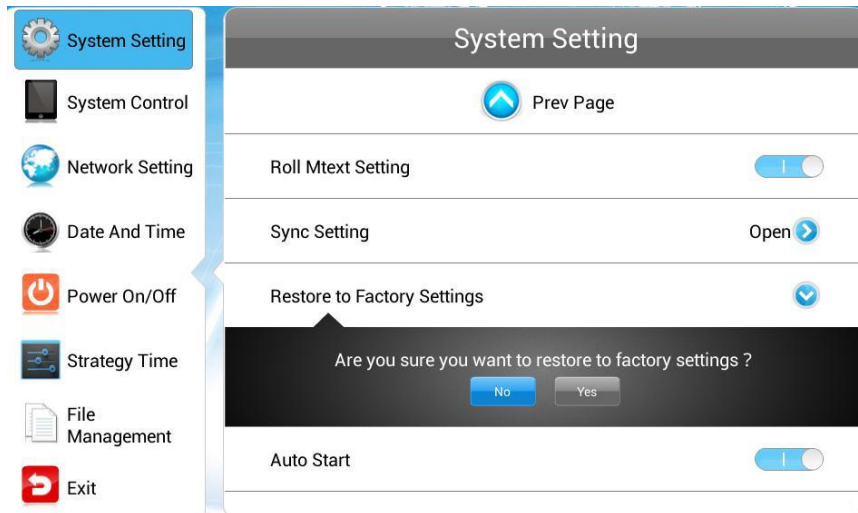 System Setting
System Control
Network Setting
Date And Time
Power On/Off
Strategy Time
File
Management
Exit
System Setting
Prev Page
Roll Mtext Setting
Sync Setting
Open
Restore to Factory Settings
Are you sure you want to restore to factory settings ?
No
Yes
Auto Start